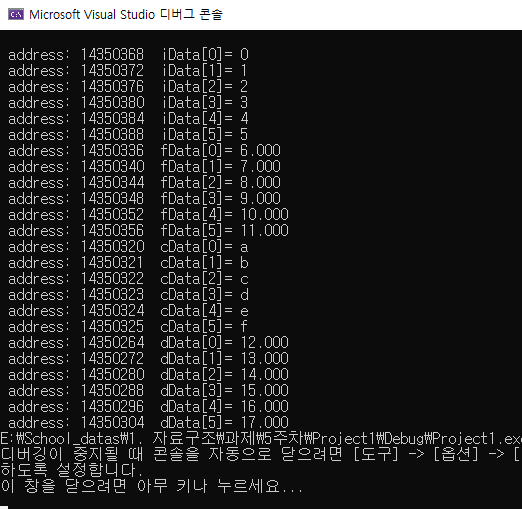 Microsoft Visual Studio 디버그 콘솔
address: 14350368 iData[0]= 0
address: 14350372 iData[1]= 1
address: 14350376 iData[2]= 2
address: 14350380 iData[3]= 3
address: 14350384 iData[4]= 4
address: 14350388 iData[5]= 5
address: 14350336 fData[0]= 6.000
address: 14350340 fData[1]= 7.000
address: 14350344 fData[2]= 8.000
address: 14350348 fData[3]= 9.000
address: 14350352 fData[4]= 10.000
address: 14350356 fData[5]= 11.000
address: 14350320 cData[0]= a
address: 14350321 cData[1]= b
address: 14350322 cData[2]= c
address: 14350323 cData[3]= d
address: 14350324 cData[4]= e
address: 14350325 cData[5]= f
address: 14350264 dData[0]= 12.000
address: 14350272 dData[1]= 13.000
address: 14350280 dData[2]= 14.000
address: 14350288 dData[3]= 15.000
address: 14350296 dData[4]= 16.000
address: 14350304 dData[5]= 17.000
E:₩School_datas₩1. 자료구조₩과제₩5주차₩Project1₩Debug₩Project1.exe
디버깅이 중지될 때 콘솔을 자동으로 닫으려면 [도구] -> [옵션] -> [
하도록 설정합니다.
이 창을 닫으려면 아무 키나 누르세요...